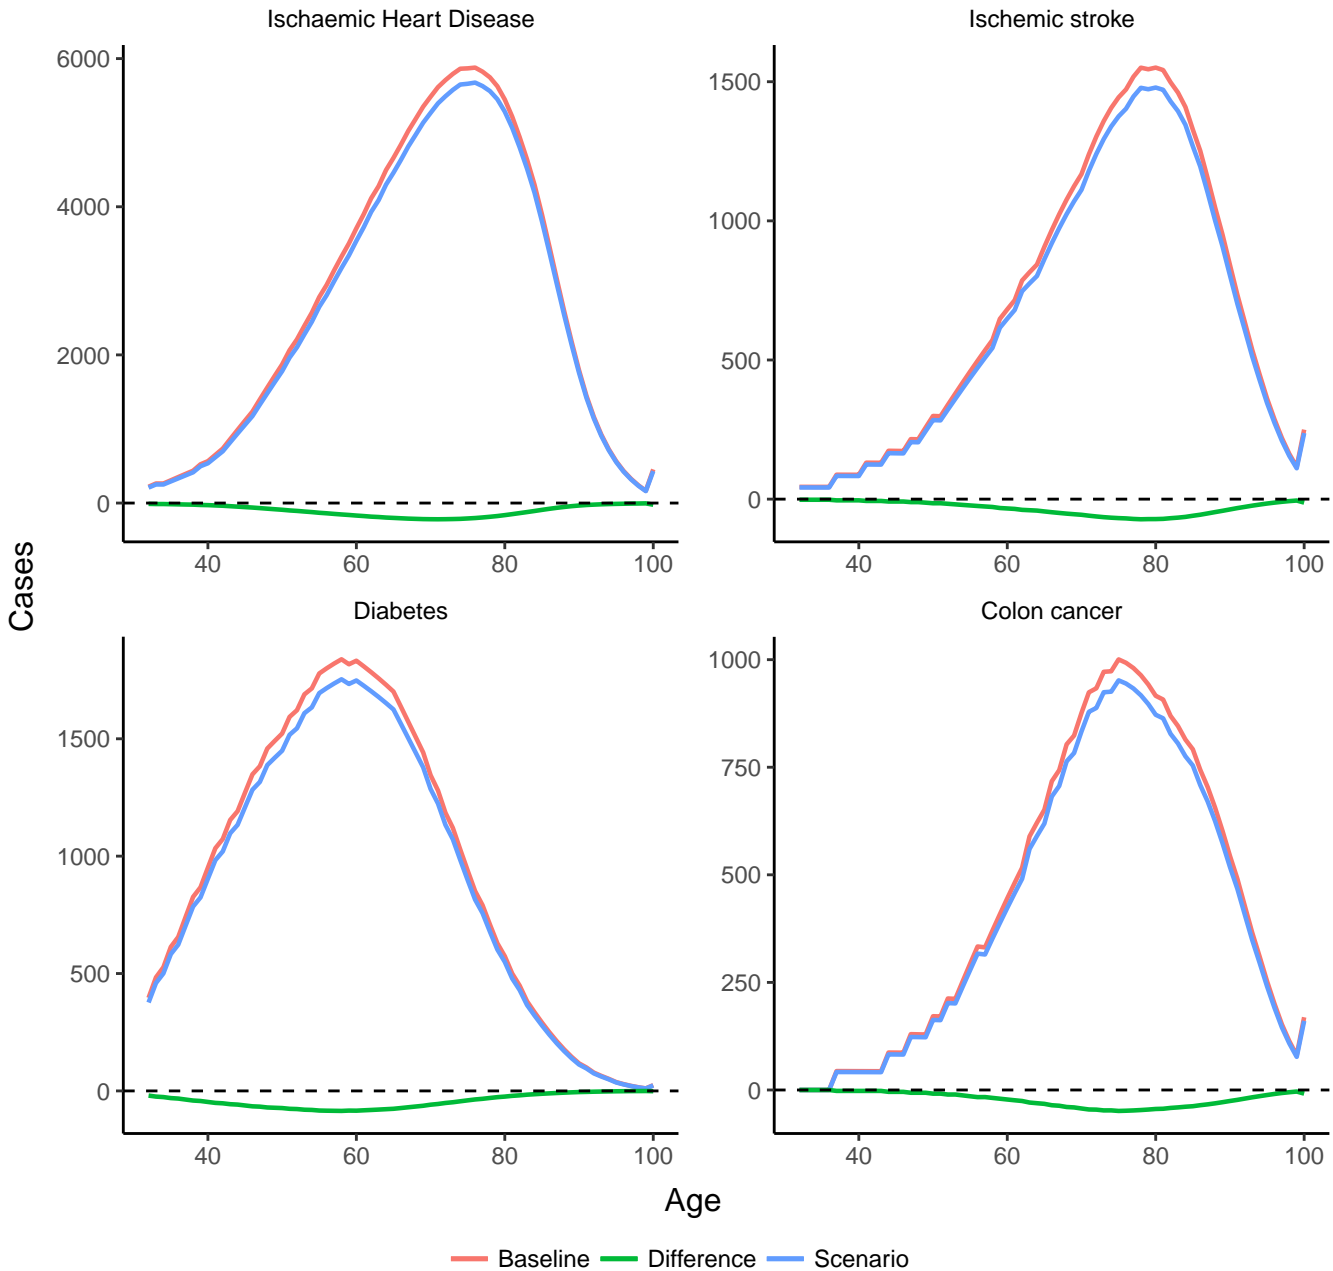 Ischaemic Heart Disease
Ischemic stroke
6000
4000
2000
0
40 60 80 100
1500
1000
500
0
40 60 80 100
Cases
Diabetes
Colon cancer
1500
1000
500
0
40 60 80 100
1000
750
500
250
0
40 60 80 100
Age
Baseline Difference Scenario